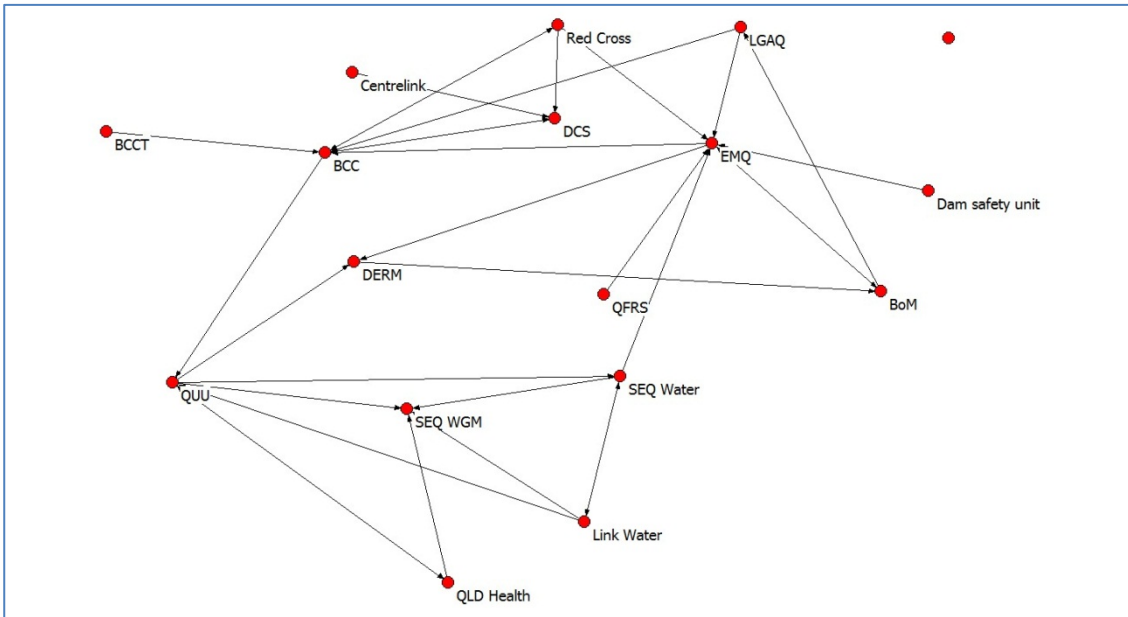 Red Cross
LGAQ
Centrelink
DCS
BCCT
BCC
EMQ
Dam safety unit
DERM
QFRS
BoM
QUU
SEQ Water
SEQ WGM
Link Water
QLD Health